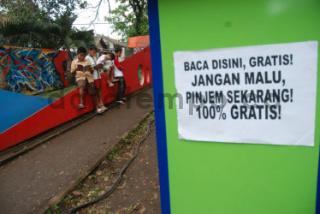 BACA DISINI, GRATIS!
JANGAN MALU,
PINJEM SEKARANG!
100% GRATIS!